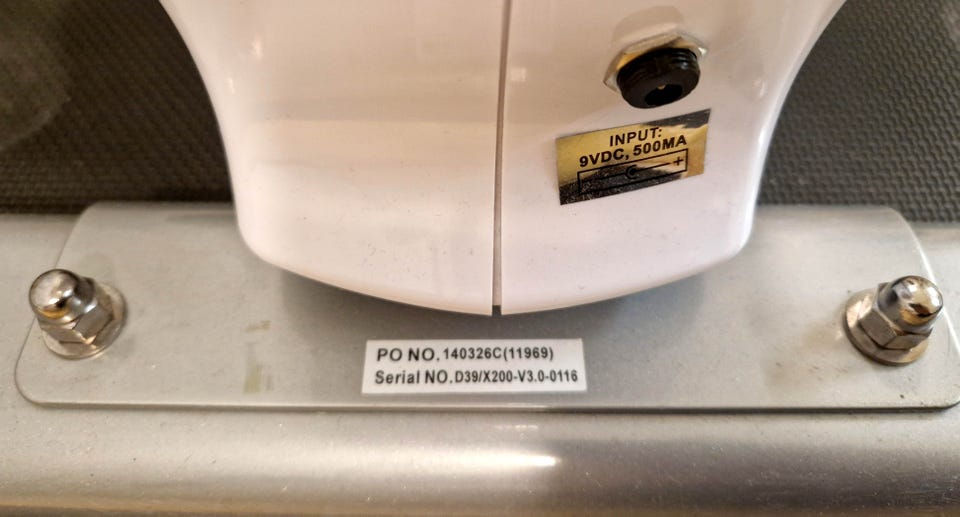 INPUT:
9VDC, 500MA
+
PO NO. 140326C(11969)
Serial NO. D39/X200-V3.0-0116